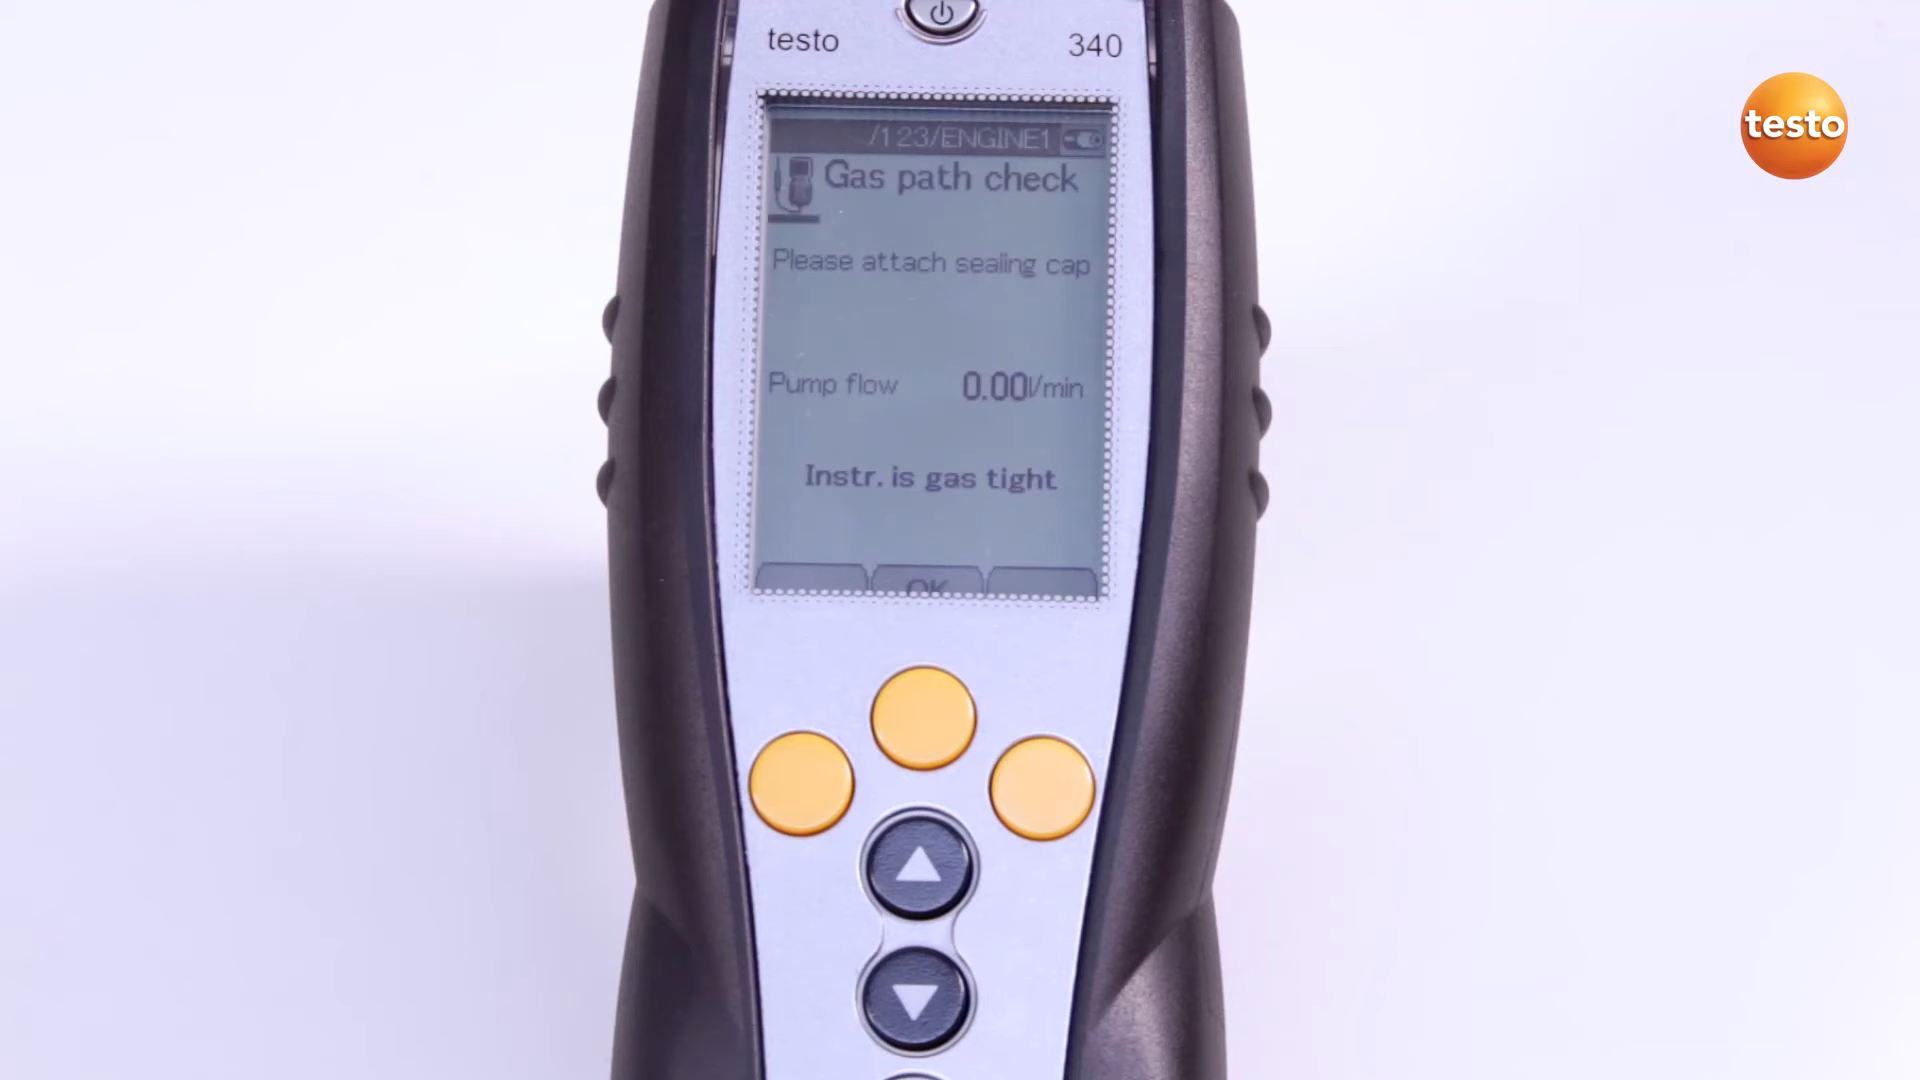 testo 340
testo
/123/ENGINE1
Gas path check
Please attach sealing cap
Pump flow 0.00l/min
Instr. is gas tight
OK